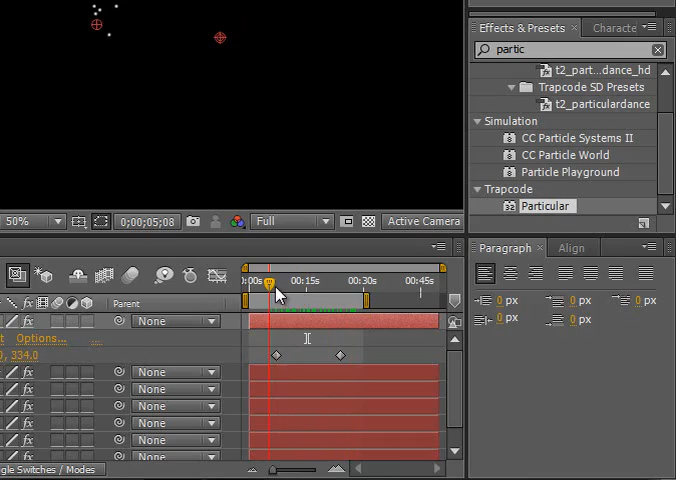 Effects & Presets
Characte
partic
t2_part...dance_hd
Trapcode SD Presets
t2_particulardance
Simulation
CC Particle Systems II
CC Particle World
Particle Playground
Trapcode
Particular
50%
0;00;05;08
Full
Active Camera
Paragraph
Align
0 px
0 px
0 px
0 px
0 px
):00s
00:15s
00:30s
00:45s
Parent
None
t
Options...
...
0, 334.0
None
None
None
None
None
None
ggle Switches / Modes